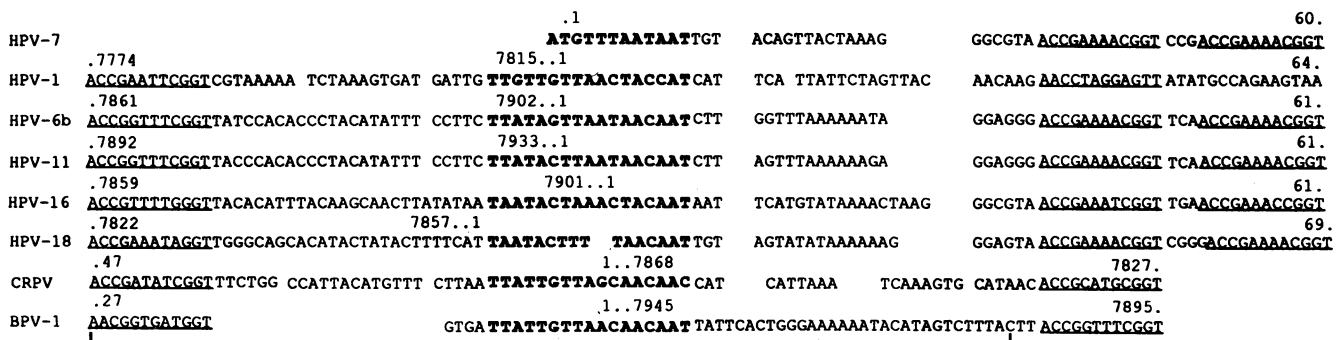 .1 60.
HPV-7 ATGTTTAATAATTGT ACAGTTACTAAAG GGCGTA ACCGAAAACGGT CCGACCGAAAACGGT
.7774 7815..1 64.
HPV-1 ACCGAATTCGGTCGTAAAAA TCTAAAGTGAT GATTG TTGTTGTTAACTACCATCAT TCA TTATTCTAGTTAC AACAAG AACCTAGGAGTT ATATGCCAGAAGTAA
.7861 7902..1 61.
HPV-6b ACCGGTTTCGGTTATCCACACCCTACATATTT CCTTC TTATAGTTAATAACAATCTT GGTTTAAAAAATA GGAGGG ACCGAAAACGGT TCAACCGAAAACGGT
.7892 7933..1 61.
HPV-11 ACCGGTTTCGGTTACCCACACCCTACATATTT CCTTC TTATACTTAATAACAATCTT AGTTTAAAAAAGA GGAGGG ACCGAAAACGGT TCAACCGAAAACGGT
.7859 7901..1 61.
HPV-16 ACCGTTTTGGGTTACACATTTACAAGCAACTTATATAA TAATACTAAACTACAATAAT TCATGTATAAAACTAAG GGCGTA ACCGAAATCGGT TGAACCGAAACCGGT
.7822 7857..1 69.
HPV-18 ACCGAAATAGGTTGGGCAGCACATACTATACTTTTCAT TAATACTTT TAACAATTGT AGTATATAAAAAAG GGAGTA ACCGAAAACGGT CGGGACCGAAAACGGT
.47 1..7868 7827.
CRPV ACCGATATCGGTTTCTGG CCATTACATGTTT CTTAA TTATTGTTAGCAACAACCAT CATTAAA TCAAAGTG CATAAC ACCGCATGCGGT
.27 1..7945 7895.
BPV-1 AACGGTGATGGT GTGA TTATTGTTAACAACAATTATTCACTGGGAAAAAATACATAGTCTTTACTT ACCGGTTTCGGT